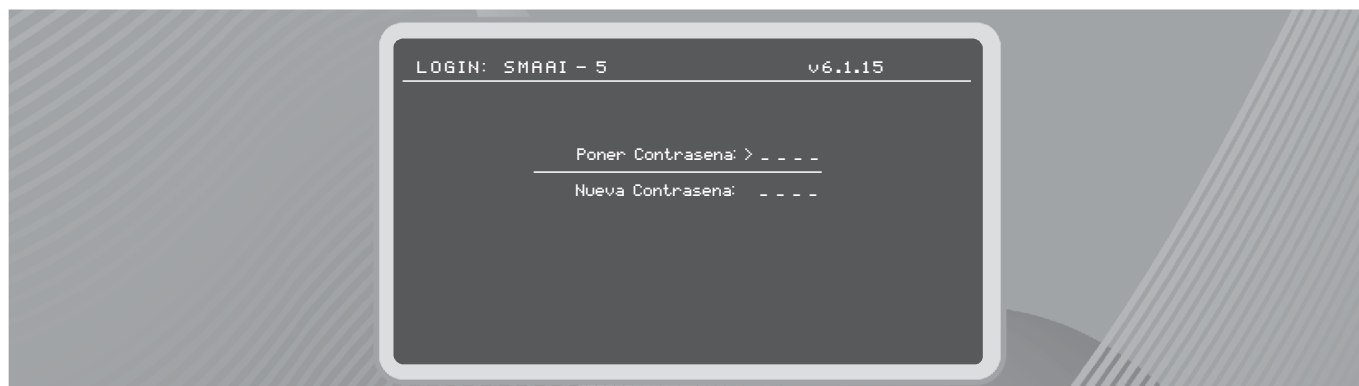 LOGIN: SMAAI - 5 v6.1.15
Poner Contrasena: > _ _ _ _
Nueva Contrasena: _ _ _ _